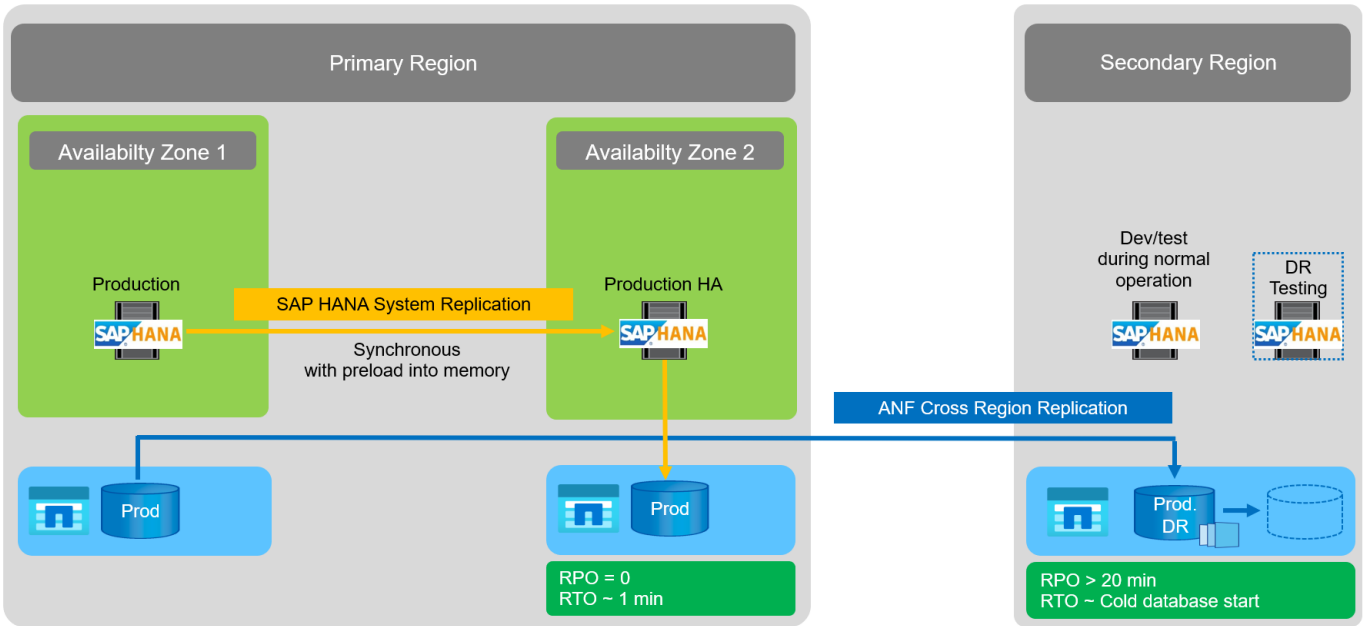 Primary Region
Secondary Region
Availabilty Zone 1
Availabilty Zone 2
Production
SAP HANA
SAP HANA System Replication
Synchronous
with preload into memory
Production HA
SAP HANA
Dev/test
during normal
operation
SAP HANA
DR
Testing
SAP HANA
ANF Cross Region Replication
Prod
Prod
Prod.
DR
RPO = 0
RTO ~ 1 min
RPO > 20 min
RTO ~ Cold database start